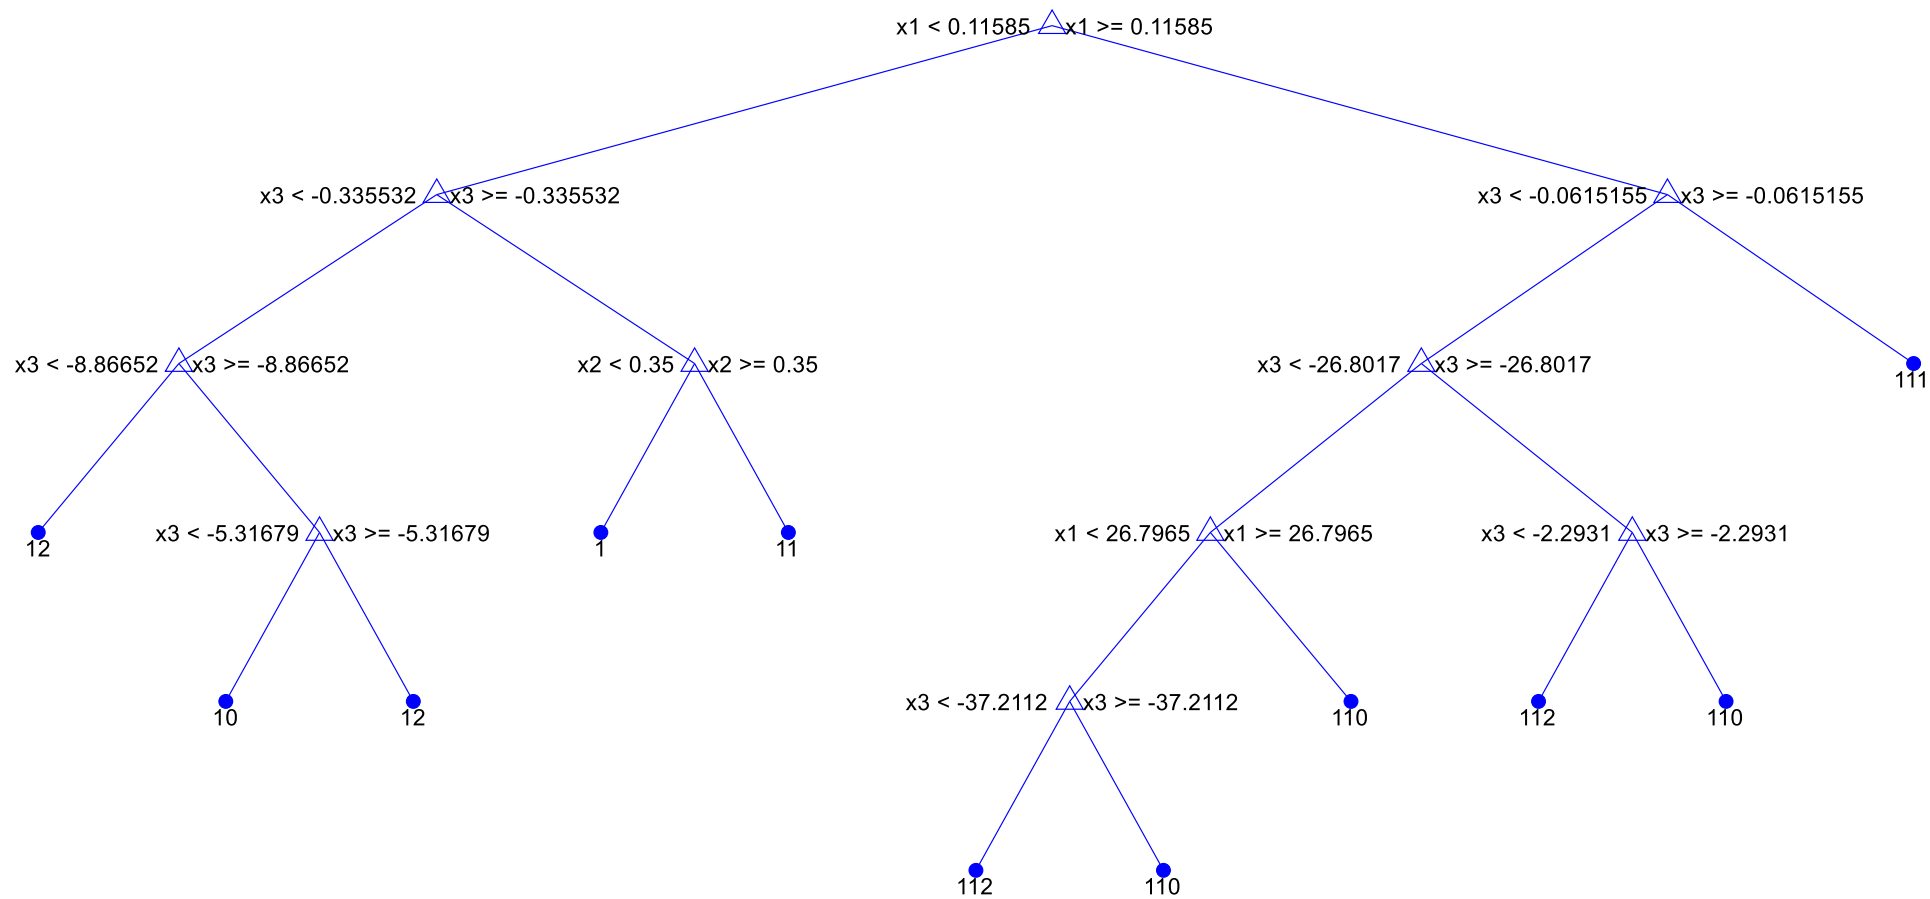 x1 < 0.11585 x1 >= 0.11585
x3 < -0.335532 x3 >= -0.335532 x3 < -0.0615155 x3 >= -0.0615155
x3 < -8.86652 x3 >= -8.86652 x2 < 0.35 x2 >= 0.35 x3 < -26.8017 x3 >= -26.8017
111
x3 < -5.31679 x3 >= -5.31679 x1 < 26.7965 x1 >= 26.7965 x3 < -2.2931 x3 >= -2.2931
12 1 11
x3 < -37.2112 x3 >= -37.2112
10 12 110 112 110
112 110